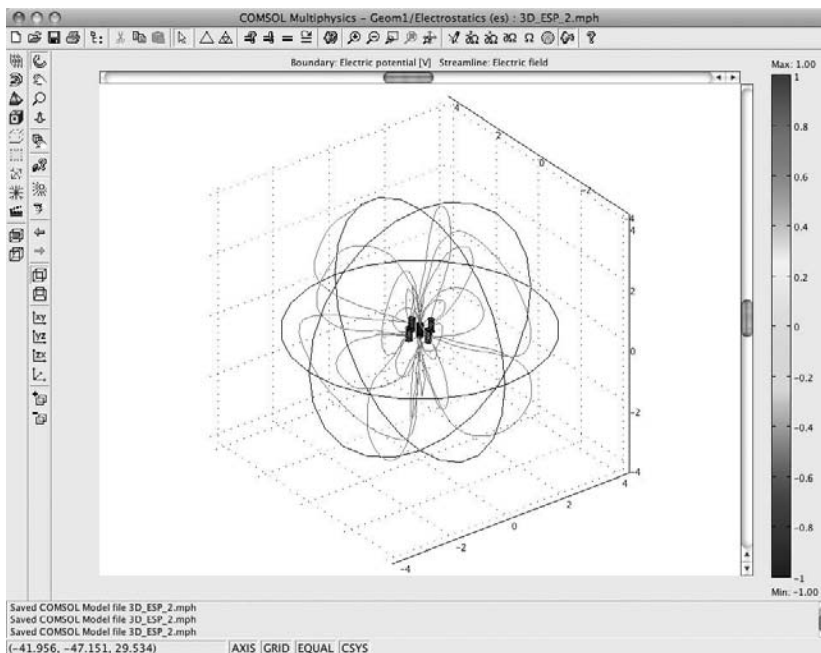 COMSOL Multiphysics - Geom1/Electrostatics (es) : 3D_ESP_2.mph
Boundary: Electric potential [V]   Streamline: Electric field
Max: 1.00
1
0.8
0.6
0.4
0.2
0
-0.2
-0.4
-0.6
-0.8
-1
Min: -1.00
4
2
0
-2
-4
4
2
0
-2
-4
4
2
0
-2
-4
xy
yz
zx
Saved COMSOL Model file 3D_ESP_2.mph
Saved COMSOL Model file 3D_ESP_2.mph
Saved COMSOL Model file 3D_ESP_2.mph
(-41.956, -47.151, 29.534)   AXIS GRID EQUAL CSYS